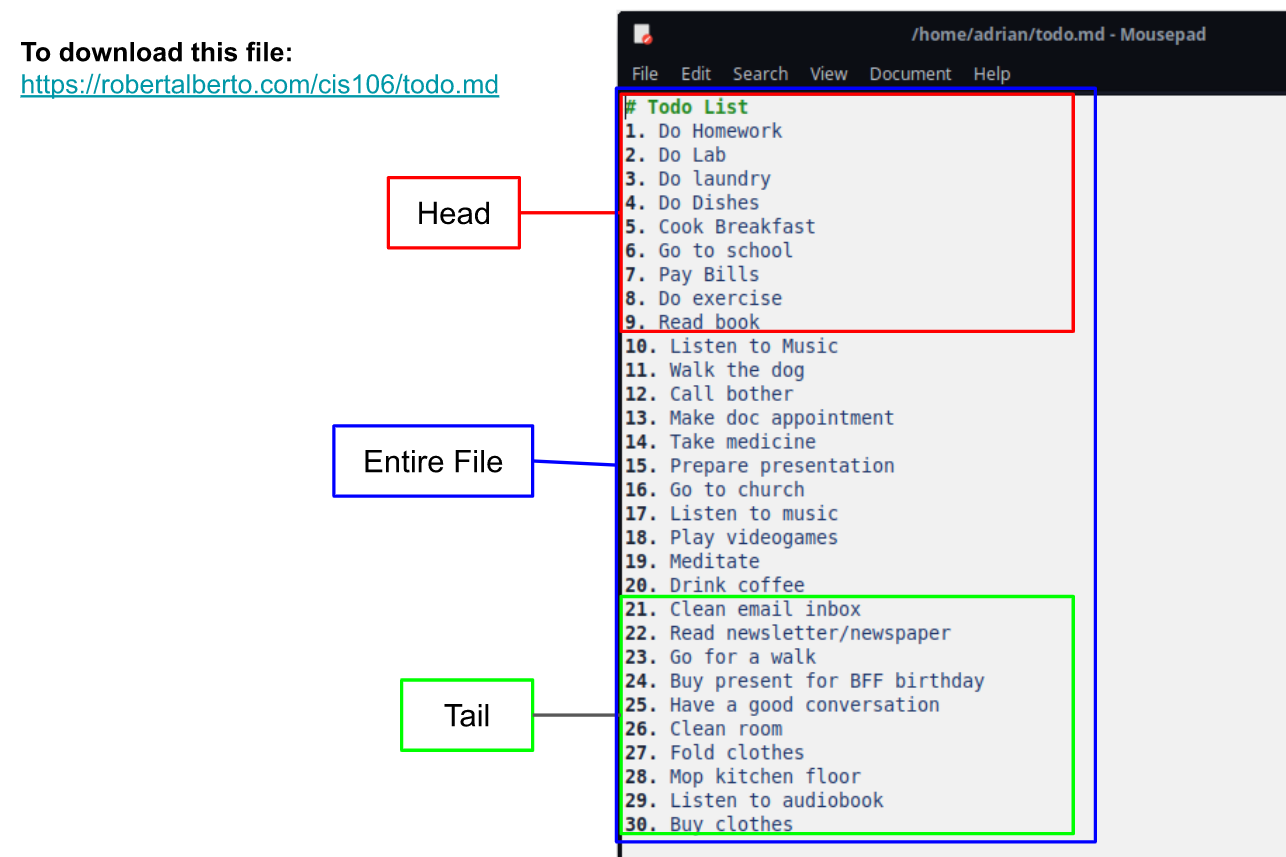 To download this file:
https://robertalberto.com/cis106/todo.md
/home/adrian/todo.md - Mousepad
File Edit Search View Document Help
# Todo List
1. Do Homework
2. Do Lab
3. Do laundry
4. Do Dishes
5. Cook Breakfast
6. Go to school
7. Pay Bills
8. Do exercise
9. Read book
10. Listen to Music
11. Walk the dog
12. Call bother
13. Make doc appointment
14. Take medicine
15. Prepare presentation
16. Go to church
17. Listen to music
18. Play videogames
19. Meditate
20. Drink coffee
21. Clean email inbox
22. Read newsletter/newspaper
23. Go for a walk
24. Buy present for BFF birthday
25. Have a good conversation
26. Clean room
27. Fold clothes
28. Mop kitchen floor
29. Listen to audiobook
30. Buy clothes
Head
Entire File
Tail